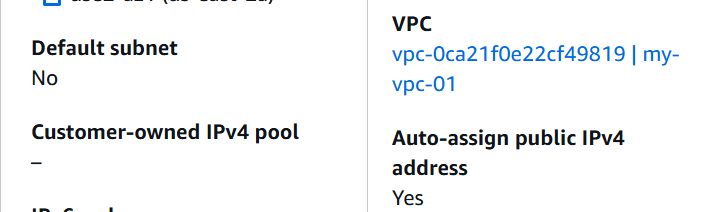 Default subnet
No
Customer-owned IPv4 pool
–
VPC
vpc-0ca21f0e22cf49819 | my-
vpc-01
Auto-assign public IPv4
address
Yes